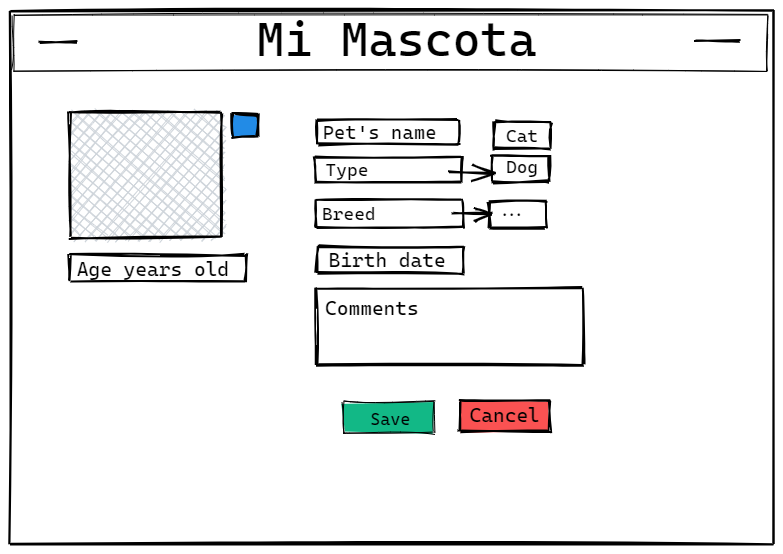 Mi Mascota
Pet's name
Cat
Type
Dog
Breed
...
Age years old
Birth date
Comments
Save
Cancel